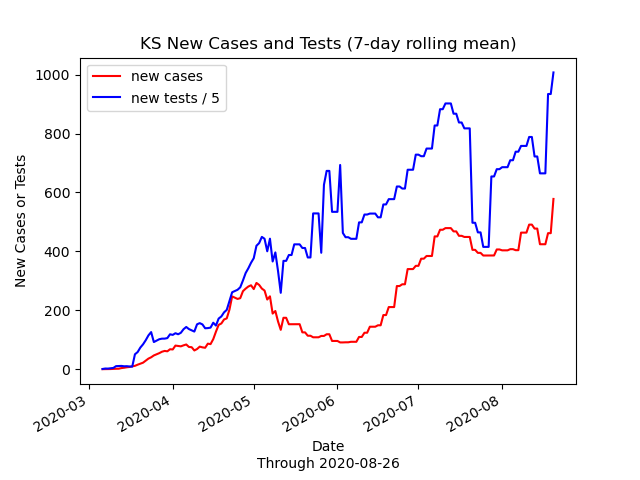 KS New Cases and Tests (7-day rolling mean)
new cases
new tests / 5
New Cases or Tests
1000
800
600
400
200
0
2020-03
2020-04
2020-05
2020-06
2020-07
2020-08
Date
Through 2020-08-26